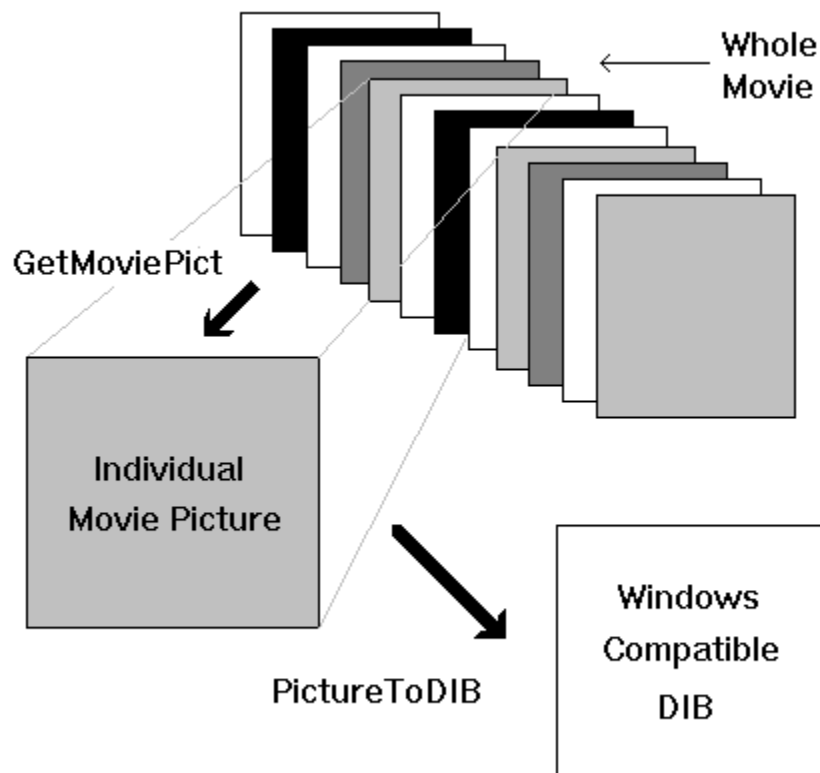 Whole
Movie
GetMoviePict
Individual
Movie Picture
PictureToDIB
Windows
Compatible
DIB